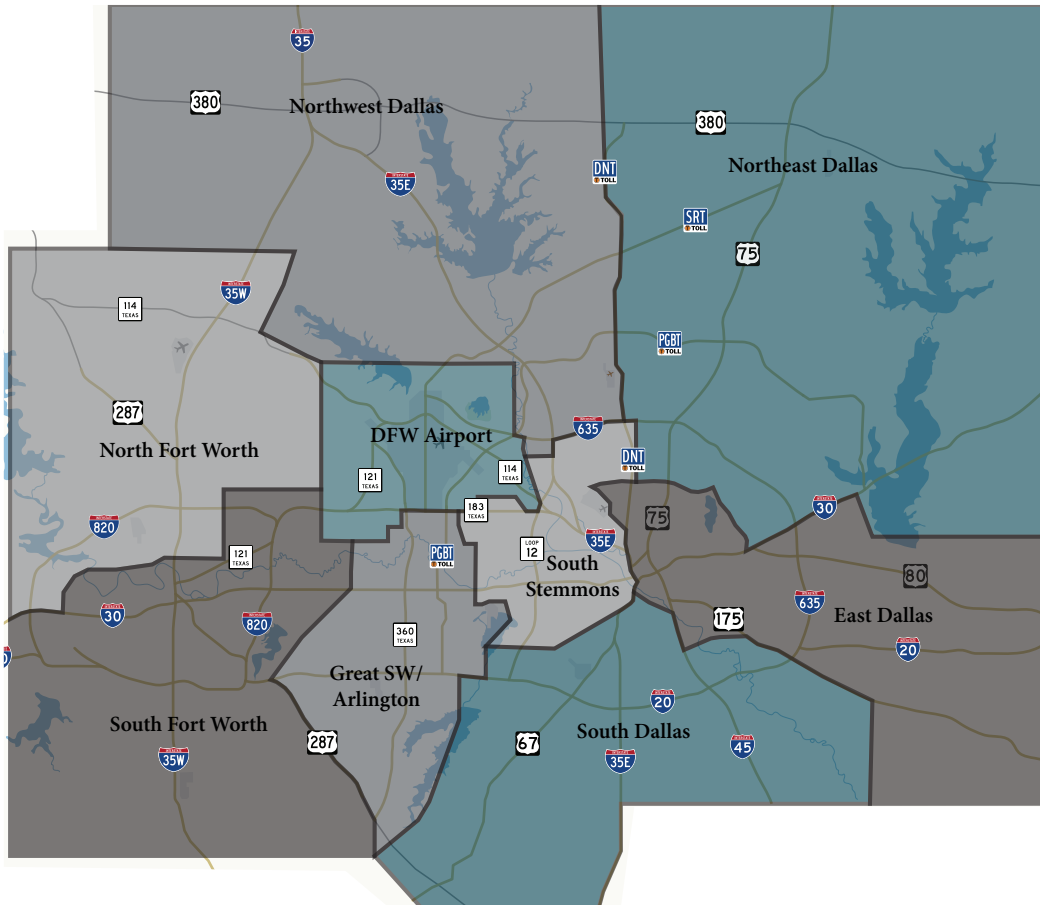 35
380
Northwest Dallas
380
Northeast Dallas
DNT
TOLL
35E
SRT
TOLL
75
35W
114
TEXAS
PGBT
TOLL
287
635
DFW Airport
North Fort Worth
DNT
TOLL
121
TEXAS
114
TEXAS
183
TEXAS
30
75
820
35E
LOOP
12
121
TEXAS
PGBT
TOLL
South
Stemmons
80
635
30
East Dallas
175
820
360
TEXAS
20
Great SW/
Arlington
20
South Fort Worth
South Dallas
287
67
45
35W
35E